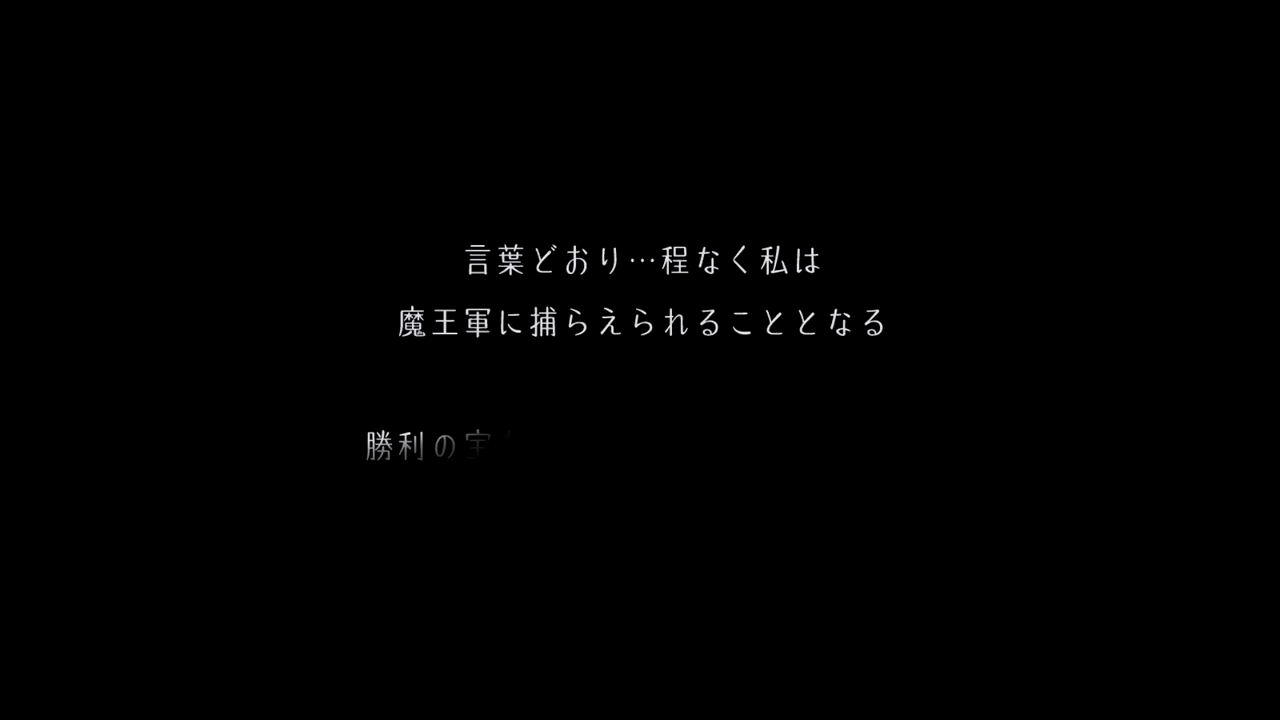 言葉どおり…程なく私は
魔王軍に捕らえられることとなる
勝利の宝